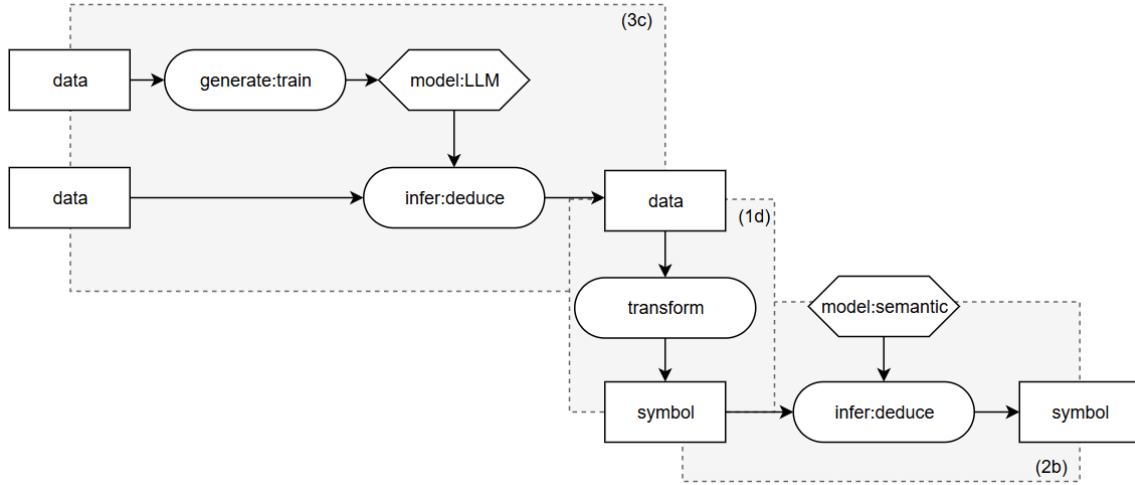 (3c)
data
generate:train
model:LLM
data
infer:deduce
data
(1d)
transform
model:semantic
symbol
infer:deduce
symbol
(2b)